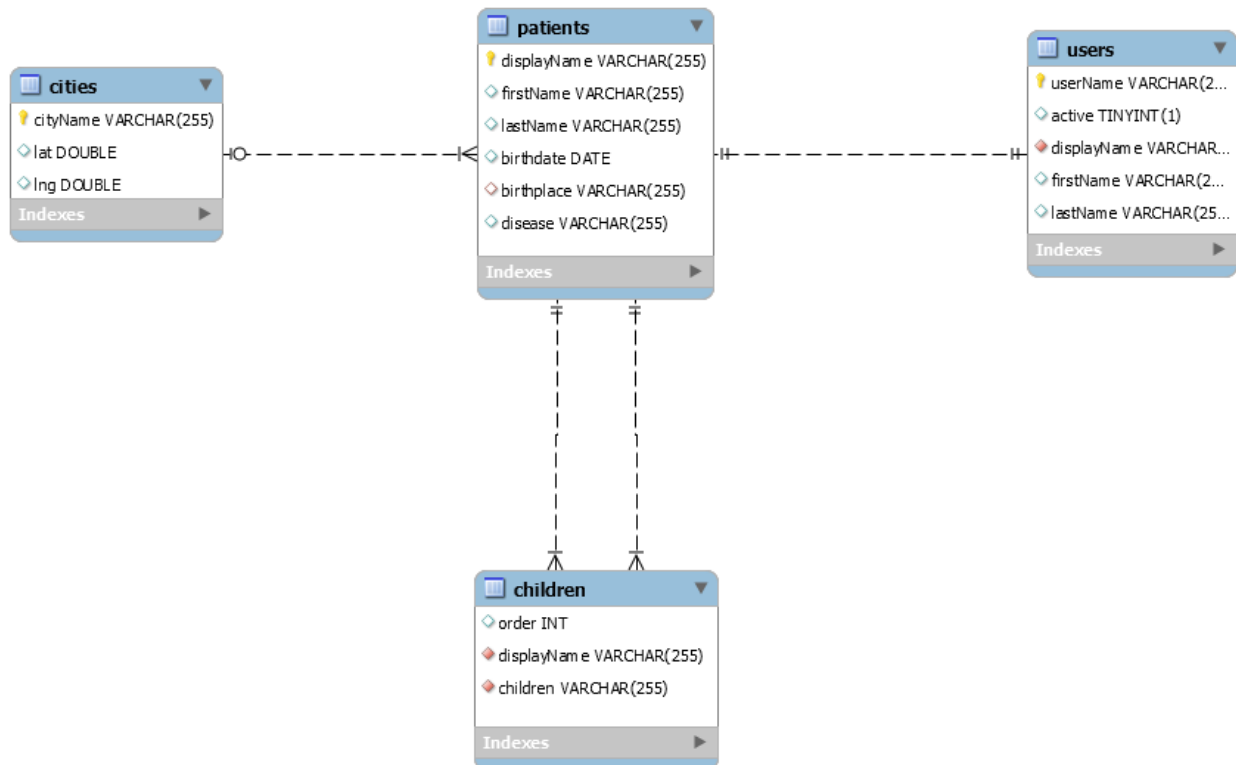 cities
cityName VARCHAR(255)
lat DOUBLE
lng DOUBLE
Indexes
patients
displayName VARCHAR(255)
firstName VARCHAR(255)
lastName VARCHAR(255)
birthdate DATE
birthplace VARCHAR(255)
disease VARCHAR(255)
Indexes
users
userName VARCHAR(2...
active TINYINT(1)
displayName VARCHAR...
firstName VARCHAR(2...
lastName VARCHAR(25...
Indexes
children
order INT
displayName VARCHAR(255)
children VARCHAR(255)
Indexes